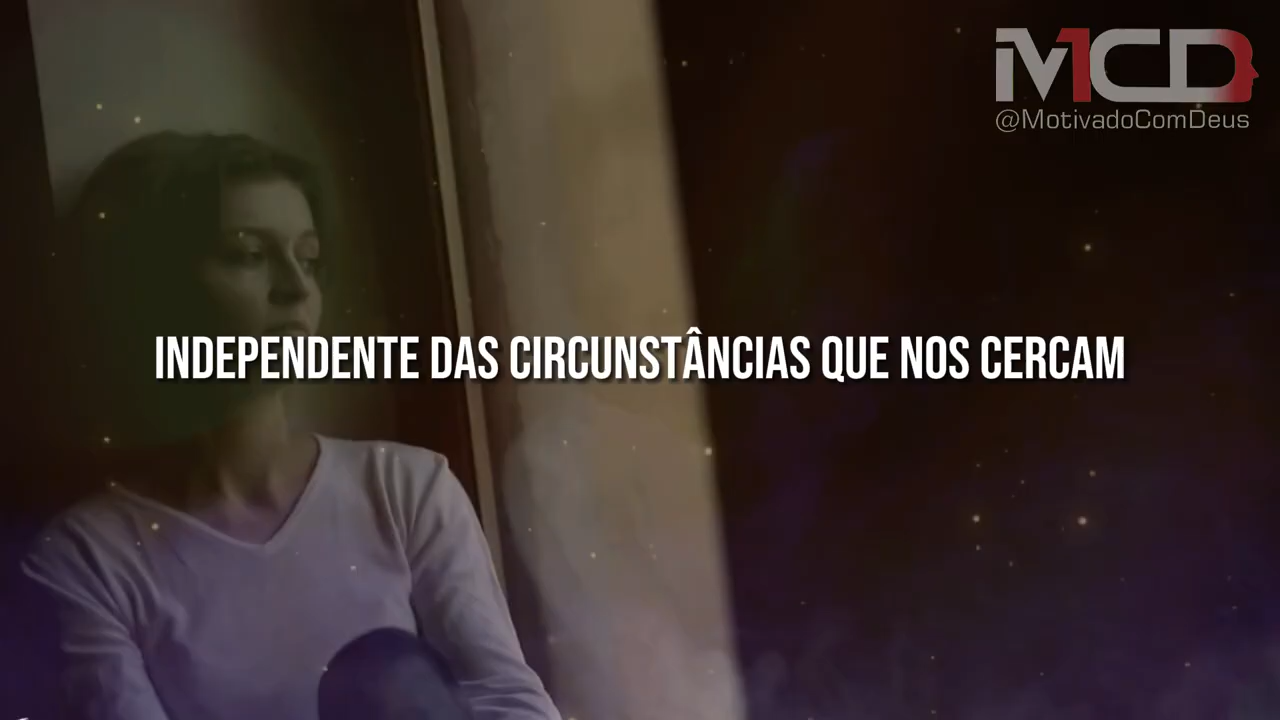 MCD
@MotivadoComDeus
INDEPENDENTE DAS CIRCUNSTÂNCIAS QUE NOS CERCAM